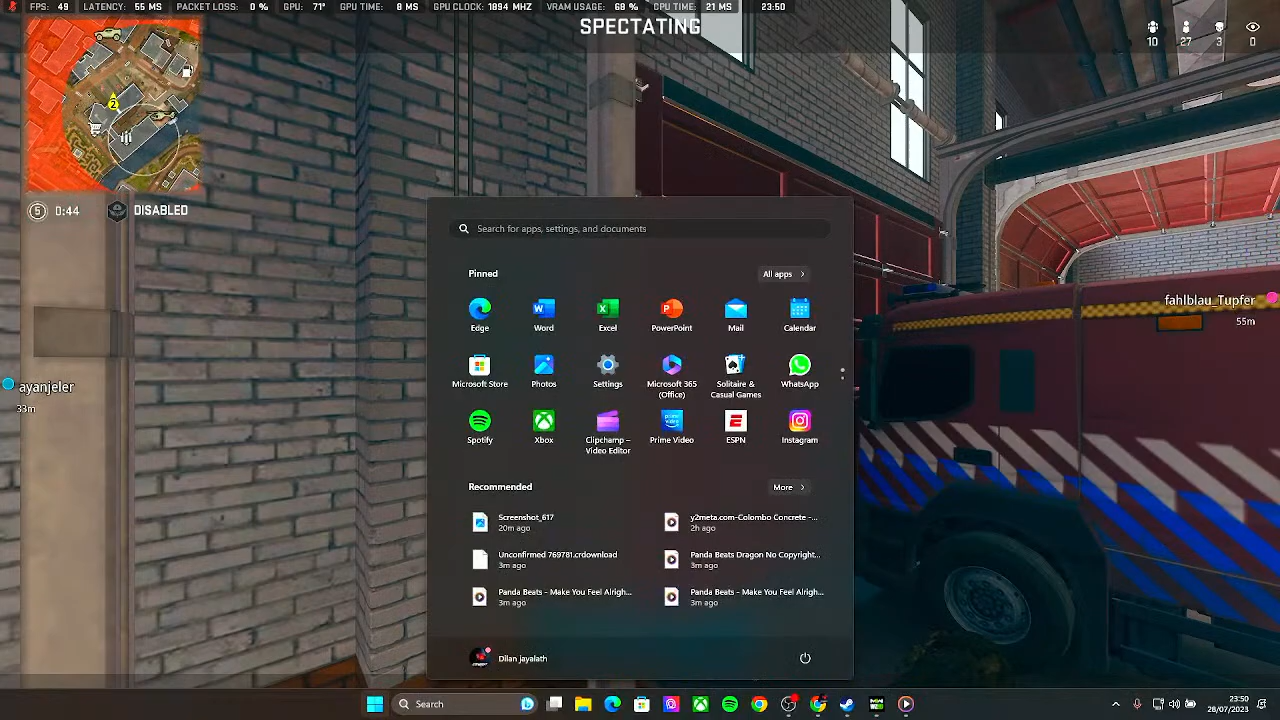 FPS: 49 LATENCY: 55 MS PACKET LOSS: 0 % GPU: 71° GPU TIME: 8 MS GPU CLOCK: 1894 MHZ VRAM USAGE: 68 % CPU TIME: 21 MS 23:50
SPECTATING
10 27 3 0
2
5 0:44 DISABLED
Search for apps, settings, and documents
Pinned
All apps >
Edge Word Excel PowerPoint Mail Calendar
Microsoft Store Photos Settings Microsoft 365 (Office) Solitaire & Casual Games WhatsApp
Spotify Xbox Clipchamp – Video Editor Prime Video ESPN Instagram
fahlblau_Tupfer
55m
ayanjeler
33m
Recommended
More >
Screenshot_617
20m ago
y2meta.com-Colombo Concrete -...
2h ago
Unconfirmed 769781.crdownload
3m ago
Panda Beats Dragon No Copyright...
3m ago
Panda Beats - Make You Feel Alrigh...
3m ago
Panda Beats - Make You Feel Alrigh...
3m ago
Dilan jayalath
Search
23:50
28/07/2023